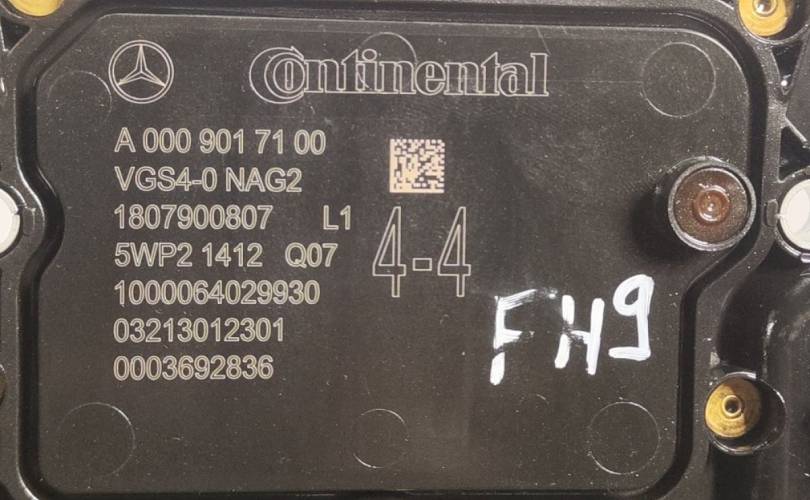 Continental
A 000 901 71 00
VGS4-0 NAG2
1807900807 L1
5WP2 1412 Q07
4-4
1000064029930
03213012301
0003692836
FH9